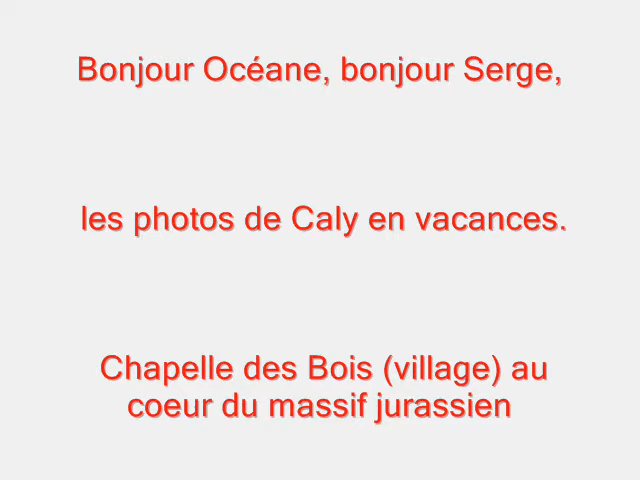 Bonjour Océane, bonjour Serge,
les photos de Caly en vacances.
Chapelle des Bois (village) au
coeur du massif jurassien